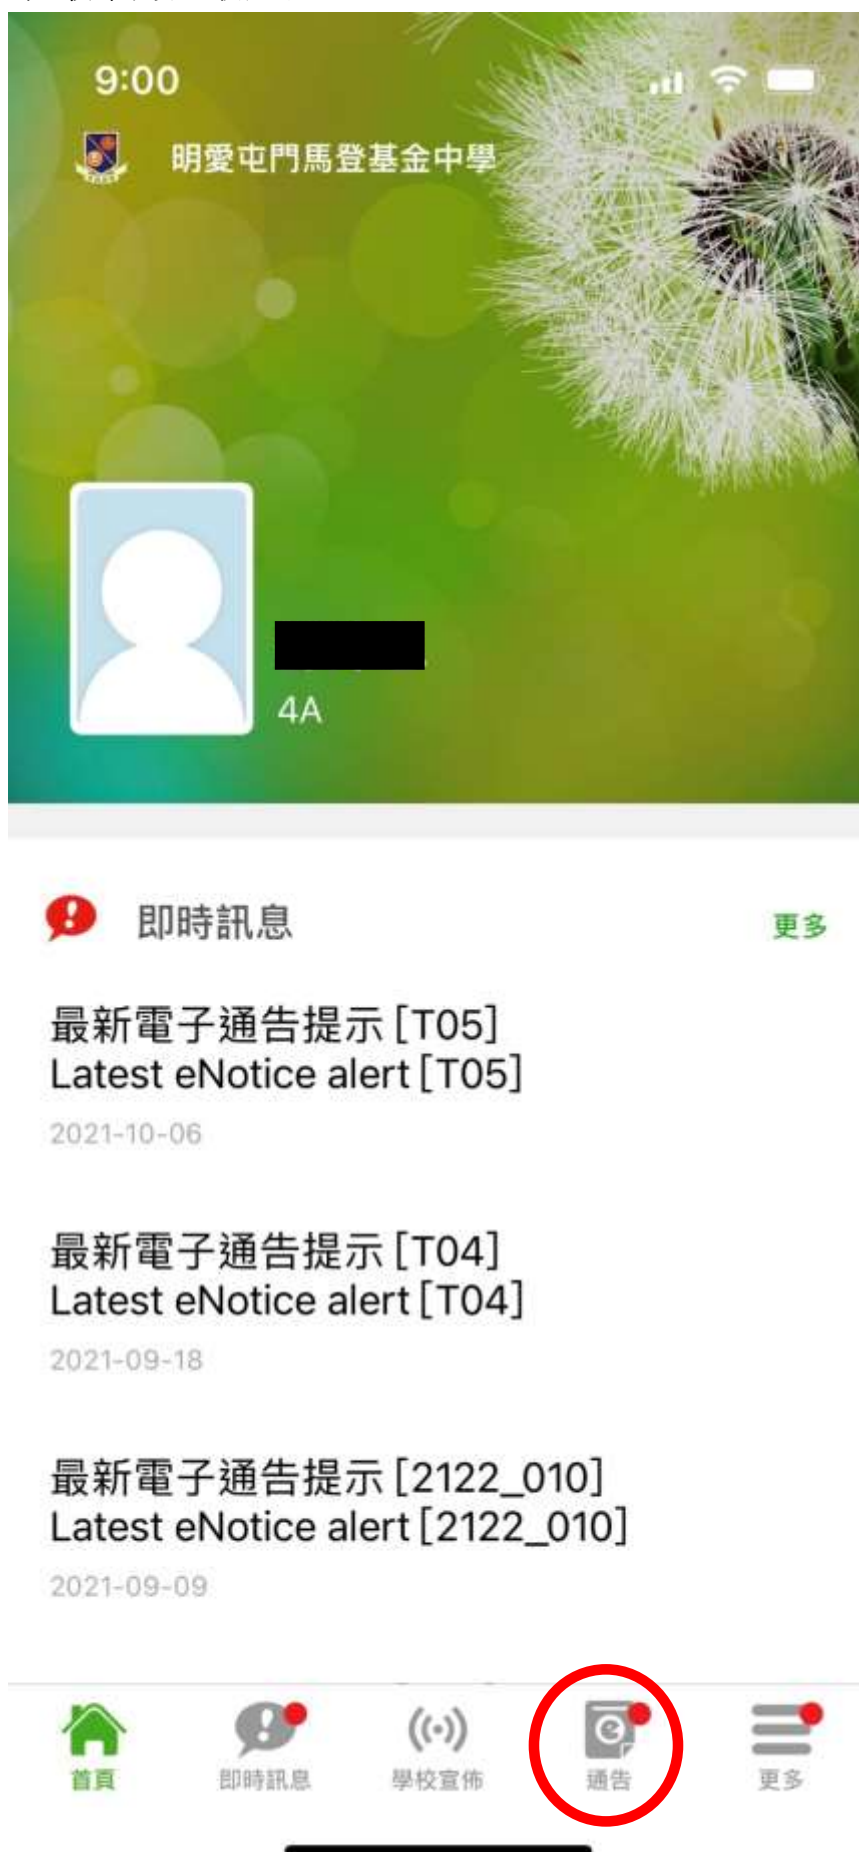 9:00
明愛屯門馬登基金中學
4A
即時訊息
更多
最新電子通告提示 [T05]
Latest eNotice alert [T05]
2021-10-06
最新電子通告提示 [T04]
Latest eNotice alert [T04]
2021-09-18
最新電子通告提示 [2122_010]
Latest eNotice alert [2122_010]
2021-09-09
首頁
即時訊息
學校宣佈
通告
更多